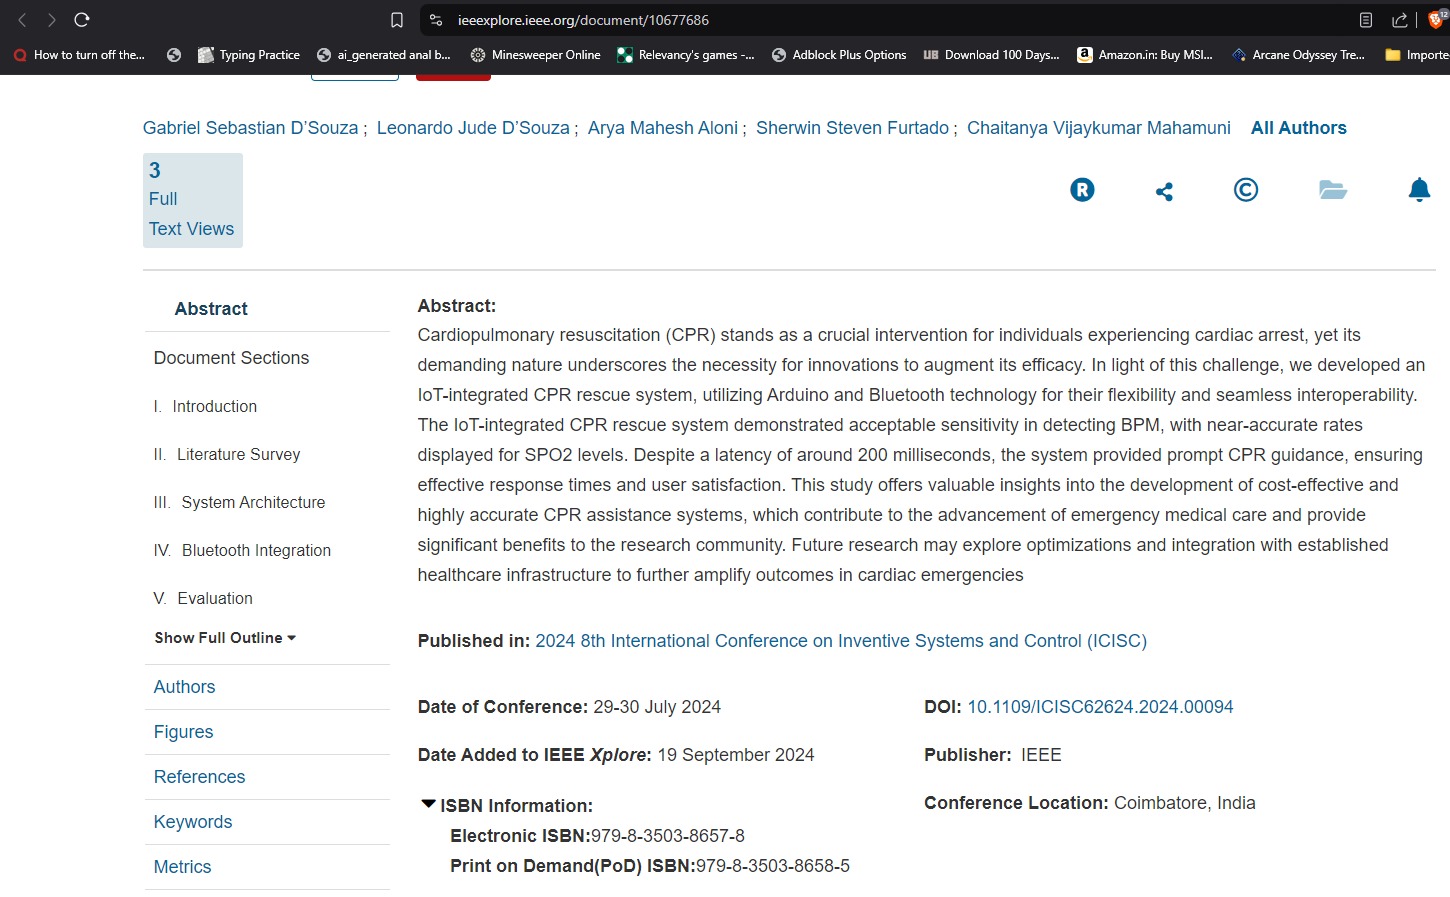 ieeexplore.ieee.org/document/10677686
12
How to turn off the...
Typing Practice
ai_generated anal b...
Minesweeper Online
Relevancy's games -...
Adblock Plus Options
UB Download 100 Days...
Amazon.in: Buy MSI...
Arcane Odyssey Tre...
Importe
Gabriel Sebastian D'Souza ; Leonardo Jude D'Souza ; Arya Mahesh Aloni ; Sherwin Steven Furtado ; Chaitanya Vijaykumar Mahamuni All Authors
3
Full
Text Views
R
©
Abstract
Document Sections
I. Introduction
II. Literature Survey
III. System Architecture
IV. Bluetooth Integration
V. Evaluation
Show Full Outline
Authors
Figures
References
Keywords
Metrics
Abstract:
Cardiopulmonary resuscitation (CPR) stands as a crucial intervention for individuals experiencing cardiac arrest, yet its
demanding nature underscores the necessity for innovations to augment its efficacy. In light of this challenge, we developed an
IoT-integrated CPR rescue system, utilizing Arduino and Bluetooth technology for their flexibility and seamless interoperability.
The IoT-integrated CPR rescue system demonstrated acceptable sensitivity in detecting BPM, with near-accurate rates
displayed for SPO2 levels. Despite a latency of around 200 milliseconds, the system provided prompt CPR guidance, ensuring
effective response times and user satisfaction. This study offers valuable insights into the development of cost-effective and
highly accurate CPR assistance systems, which contribute to the advancement of emergency medical care and provide
significant benefits to the research community. Future research may explore optimizations and integration with established
healthcare infrastructure to further amplify outcomes in cardiac emergencies
Published in: 2024 8th International Conference on Inventive Systems and Control (ICISC)
Date of Conference: 29-30 July 2024
DOI: 10.1109/ICISC62624.2024.00094
Date Added to IEEE Xplore: 19 September 2024
Publisher: IEEE
ISBN Information:
Conference Location: Coimbatore, India
Electronic ISBN:979-8-3503-8657-8
Print on Demand(PoD) ISBN:979-8-3503-8658-5